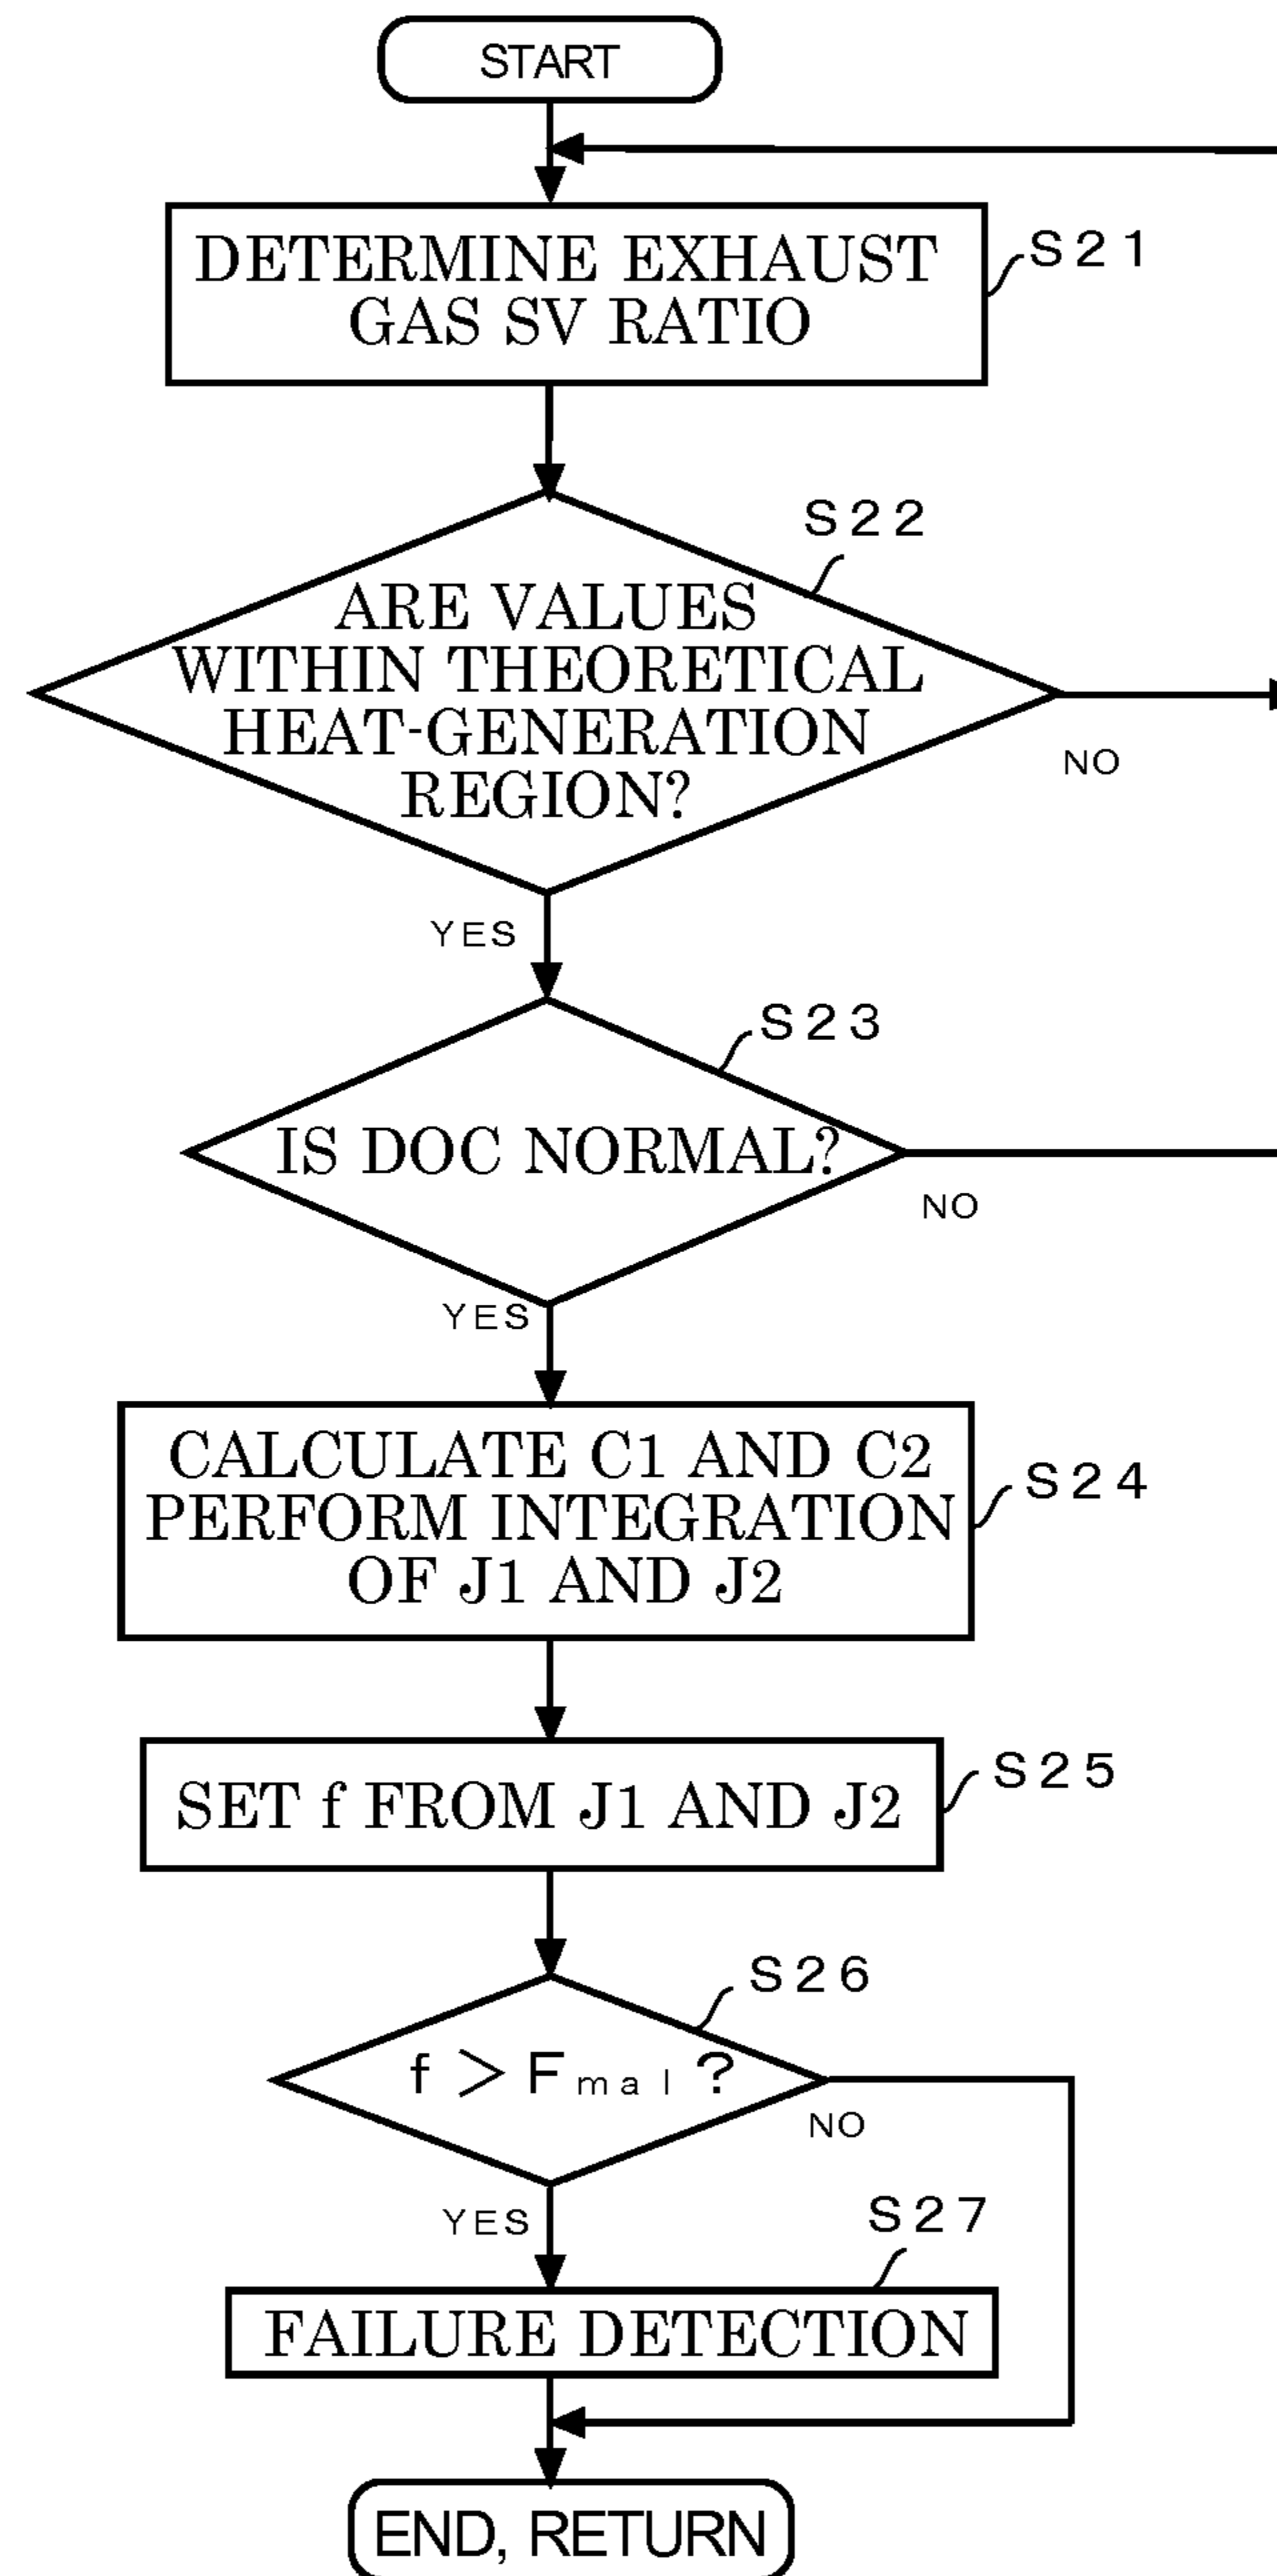 START
DETERMINE EXHAUST
GAS SV RATIO
S21
S22
ARE VALUES
WITHIN THEORETICAL
HEAT-GENERATION
REGION?
NO
YES
S23
IS DOC NORMAL?
NO
YES
CALCULATE C1 AND C2
PERFORM INTEGRATION
OF J1 AND J2
S24
SET f FROM J1 AND J2
S25
S26
f > Fmal ?
NO
YES
S27
FAILURE DETECTION
END, RETURN